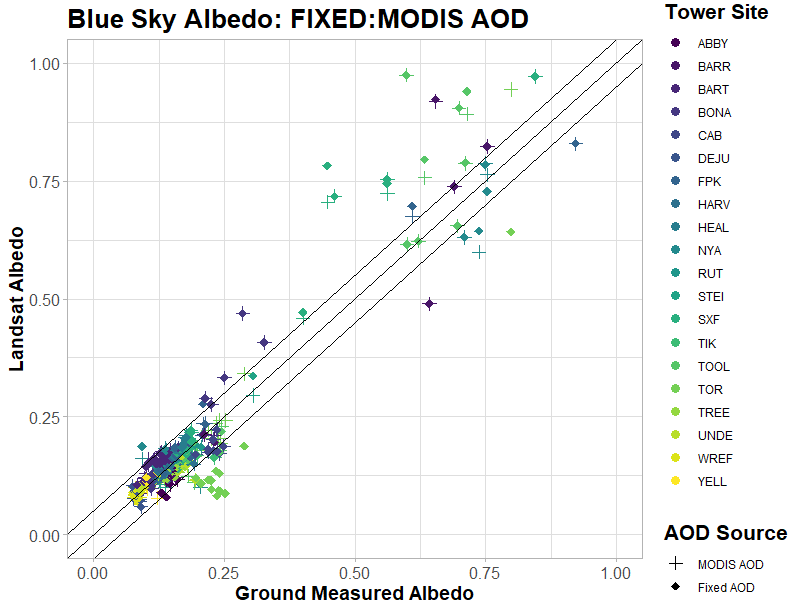 Blue Sky Albedo: FIXED:MODIS AOD
Landsat Albedo
1.00
0.75
0.50
0.25
0.00
0.00 0.25 0.50 0.75 1.00
Ground Measured Albedo
Tower Site
ABBY
BARR
BART
BONA
CAB
DEJU
FPK
HARV
HEAL
NYA
RUT
STEI
SXF
TIK
TOOL
TOR
TREE
UNDE
WREF
YELL
AOD Source
MODIS AOD
Fixed AOD